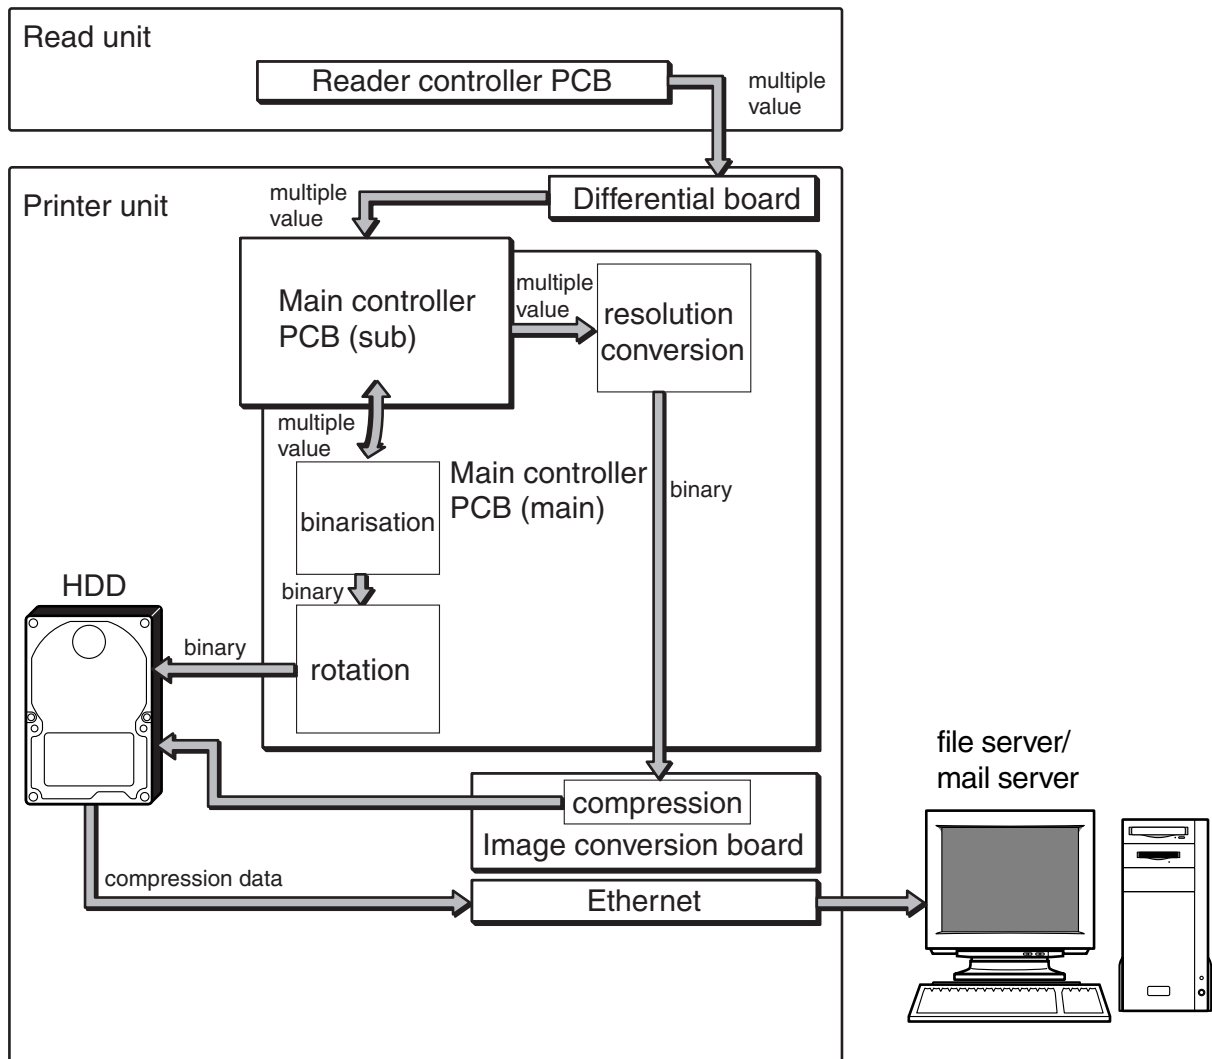 Read unit
Reader controller PCB
multiple
value
Printer unit
multiple
value
Differential board
Main controller
PCB (sub)
multiple
value
resolution
conversion
multiple
value
Main controller
PCB (main)
binary
binarisation
binary
HDD
binary
rotation
file server/
mail server
compression
Image conversion board
compression data
Ethernet